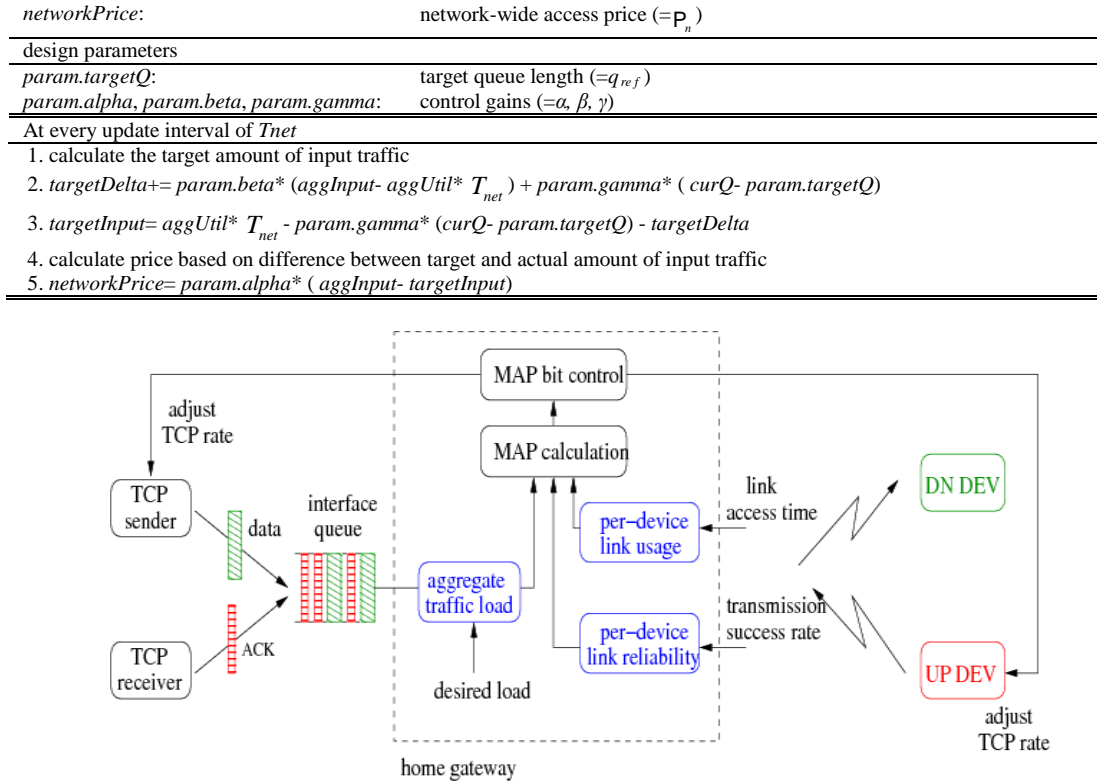 networkPrice: network-wide access price (=P_n)
design parameters
param.targetQ: target queue length (=q_ref)
param.alpha, param.beta, param.gamma: control gains (=α, β, γ)
At every update interval of Tnet
1. calculate the target amount of input traffic
2. targetDelta+= param.beta* (aggInput- aggUtil* T_net) + param.gamma* ( curQ- param.targetQ)
3. targetInput= aggUtil* T_net - param.gamma* (curQ- param.targetQ) - targetDelta
4. calculate price based on difference between target and actual amount of input traffic
5. networkPrice= param.alpha* ( aggInput- targetInput)
MAP bit control
adjust
TCP rate
MAP calculation
TCP
sender
data
interface
queue
aggregate
traffic load
per-device
link usage
link
access time
DN DEV
TCP
receiver
ACK
desired load
per-device
link reliability
transmission
success rate
UP DEV
adjust
TCP rate
home gateway